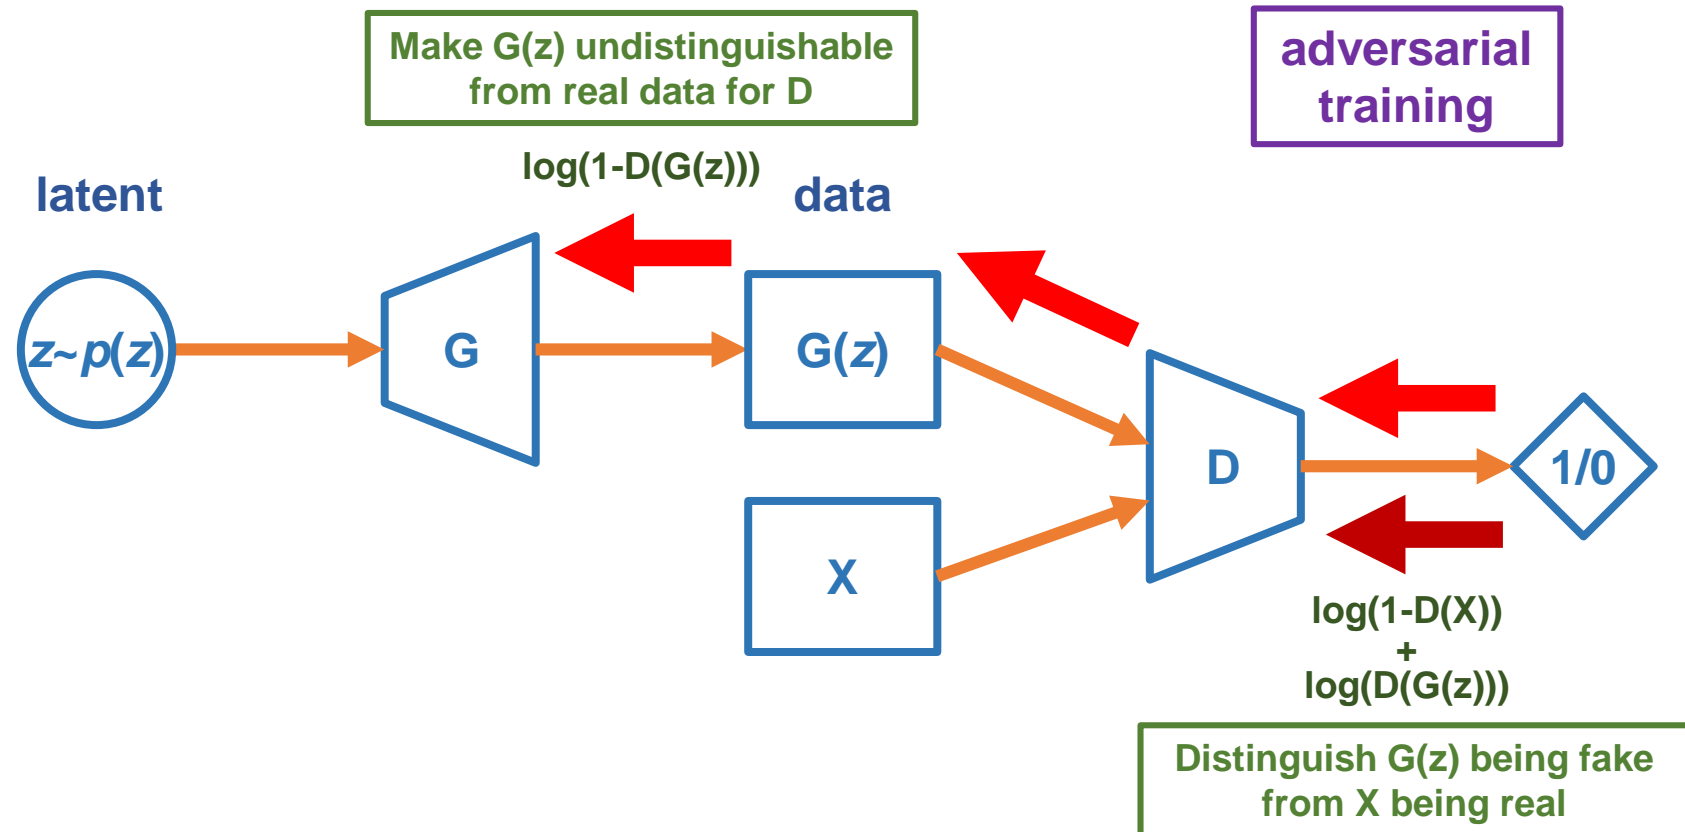 Make G(z) undistinguishable
from real data for D
adversarial
training
log(1-D(G(z)))
latent
data
z~p(z)
G
G(z)
D
1/0
X
log(1-D(X))
+
log(D(G(z)))
Distinguish G(z) being fake
from X being real